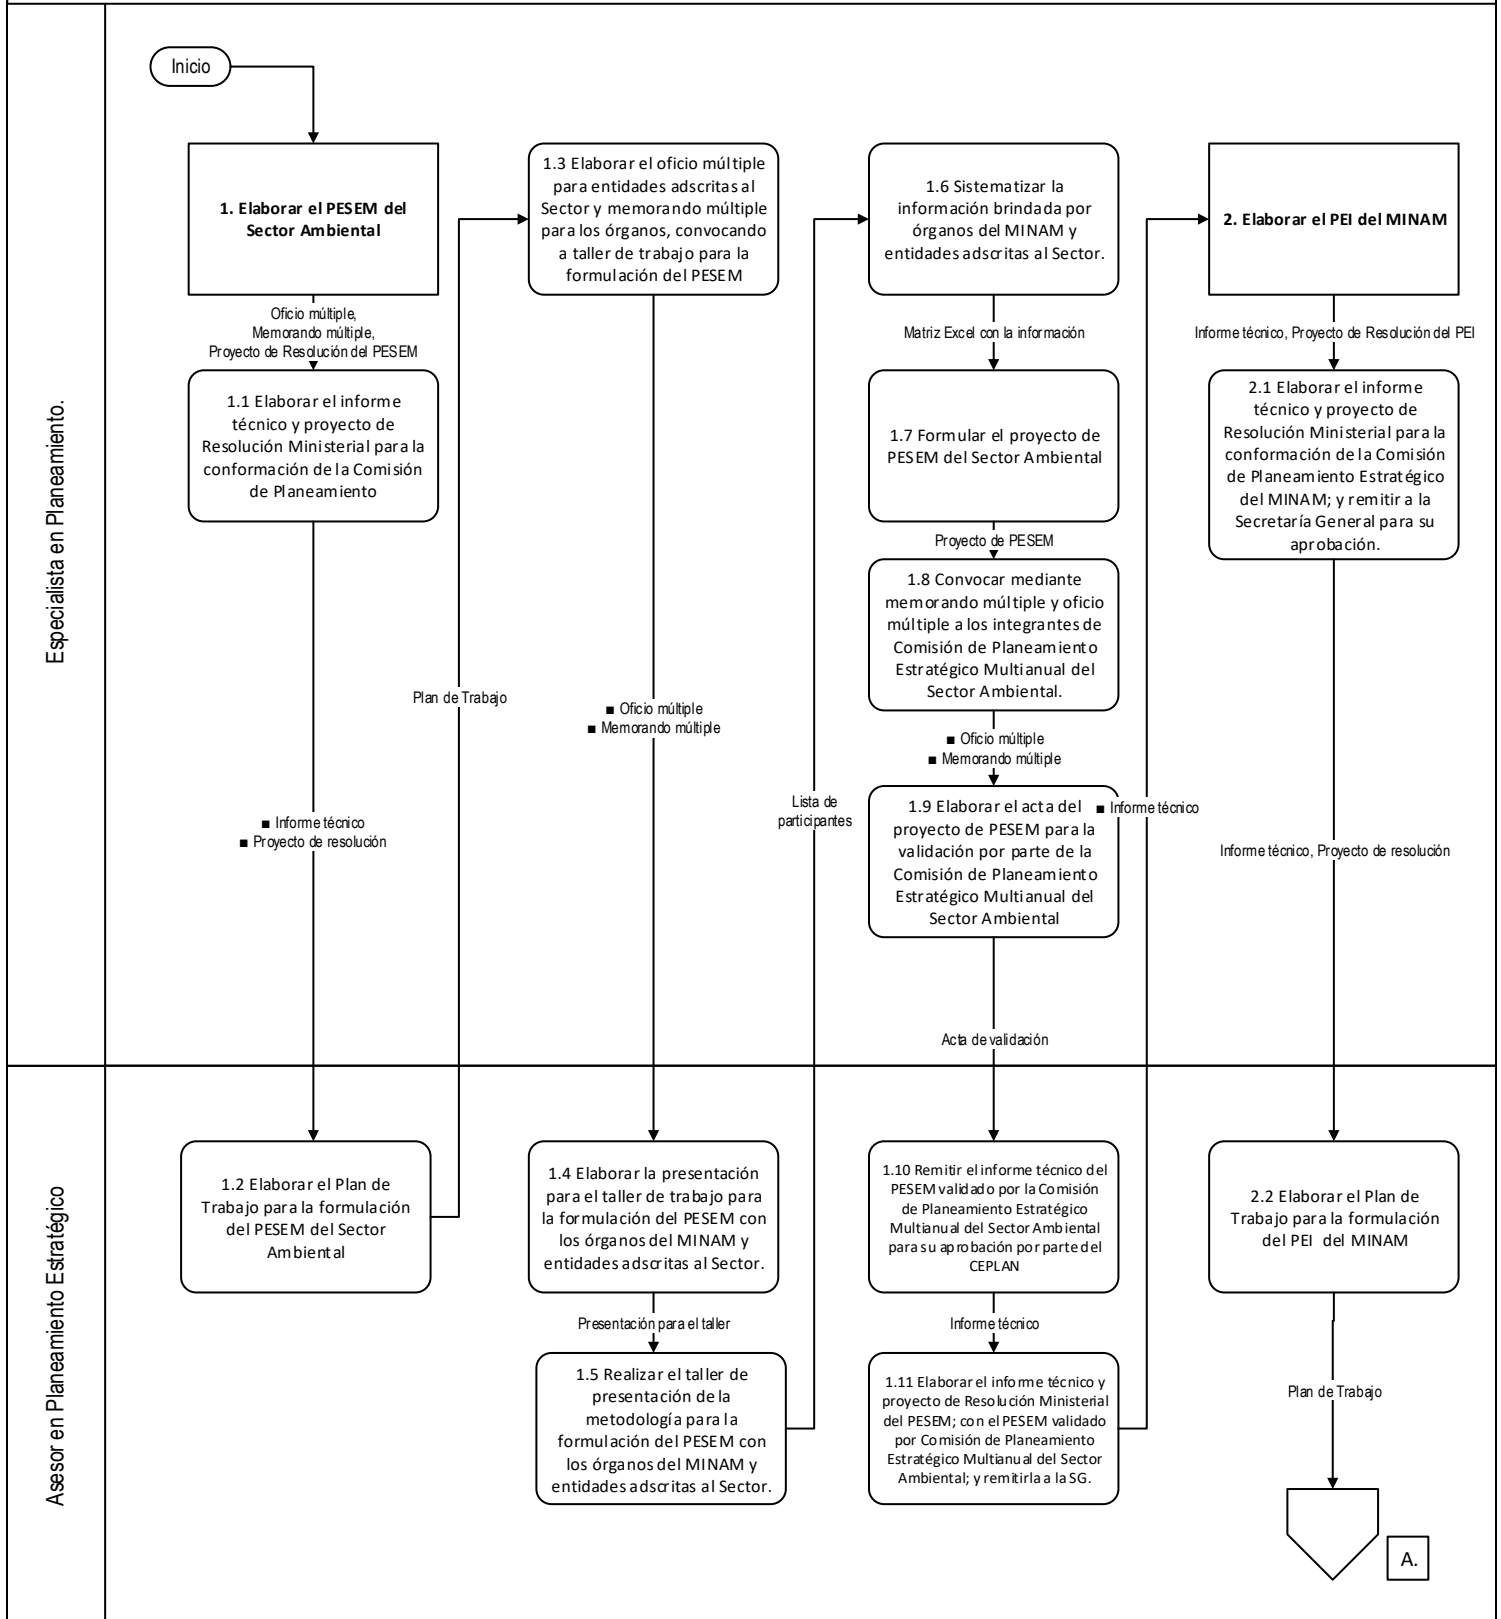 Especialista en Planeamiento.
Inicio
1. Elaborar el PESEM del
Sector Ambiental
Oficio múltiple,
Memorando múltiple,
Proyecto de Resolución del PESEM
1.1 Elaborar el informe
técnico y proyecto de
Resolución Ministerial para la
conformación de la Comisión
de Planeamiento
■ Informe técnico
■ Proyecto de resolución
Plan de Trabajo
1.3 Elaborar el oficio múltiple
para entidades adscritas al
Sector y memorando múltiple
para los órganos, convocando
a taller de trabajo para la
formulación del PESEM
■ Oficio múltiple
■ Memorando múltiple
Lista de
participantes
1.6 Sistematizar la
información brindada por
órganos del MINAM y
entidades adscritas al Sector.
Matriz Excel con la información
1.7 Formular el proyecto de
PESEM del Sector Ambiental
Proyecto de PESEM
1.8 Convocar mediante
memorando múltiple y oficio
múltiple a los integrantes de
Comisión de Planeamiento
Estratégico Multianual del
Sector Ambiental.
■ Oficio múltiple
■ Memorando múltiple
1.9 Elaborar el acta del
proyecto de PESEM para la
validación por parte de la
Comisión de Planeamiento
Estratégico Multianual del
Sector Ambiental
Acta de validación
■ Informe técnico
2. Elaborar el PEI del MINAM
Informe técnico, Proyecto de Resolución del PEI
2.1 Elaborar el informe
técnico y proyecto de
Resolución Ministerial para la
conformación de la Comisión
de Planeamiento Estratégico
del MINAM; y remitir a la
Secretaría General para su
aprobación.
Informe técnico, Proyecto de resolución
Asesor en Planeamiento Estratégico
1.2 Elaborar el Plan de
Trabajo para la formulación
del PESEM del Sector
Ambiental
1.4 Elaborar la presentación
para el taller de trabajo para
la formulación del PESEM con
los órganos del MINAM y
entidades adscritas al Sector.
Presentación para el taller
1.5 Realizar el taller de
presentación de la
metodología para la
formulación del PESEM con
los órganos del MINAM y
entidades adscritas al Sector.
1.10 Remitir el informe técnico del
PESEM validado por la Comisión
de Planeamiento Estratégico
Multianual del Sector Ambiental
para su aprobación por parte del
CEPLAN
Informe técnico
1.11 Elaborar el informe técnico y
proyecto de Resolución Ministerial
del PESEM; con el PESEM validado
por Comisión de Planeamiento
Estratégico Multianual del Sector
Ambiental; y remitirla a la SG.
2.2 Elaborar el Plan de
Trabajo para la formulación
del PEI del MINAM
Plan de Trabajo
A.